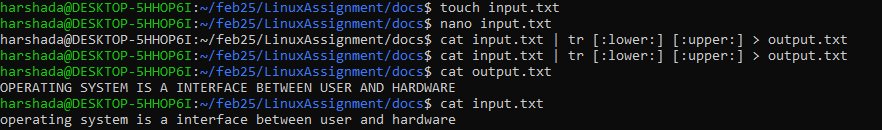 harshada@DESKTOP-5HHOP6I:~/feb25/LinuxAssignment/docs$ touch input.txt
harshada@DESKTOP-5HHOP6I:~/feb25/LinuxAssignment/docs$ nano input.txt
harshada@DESKTOP-5HHOP6I:~/feb25/LinuxAssignment/docs$ cat input.txt | tr [:lower:] [:upper:] > output.txt
harshada@DESKTOP-5HHOP6I:~/feb25/LinuxAssignment/docs$ cat input.txt | tr [:lower:] [:upper:] > output.txt
harshada@DESKTOP-5HHOP6I:~/feb25/LinuxAssignment/docs$ cat output.txt
OPERATING SYSTEM IS A INTERFACE BETWEEN USER AND HARDWARE
harshada@DESKTOP-5HHOP6I:~/feb25/LinuxAssignment/docs$ cat input.txt
operating system is a interface between user and hardware